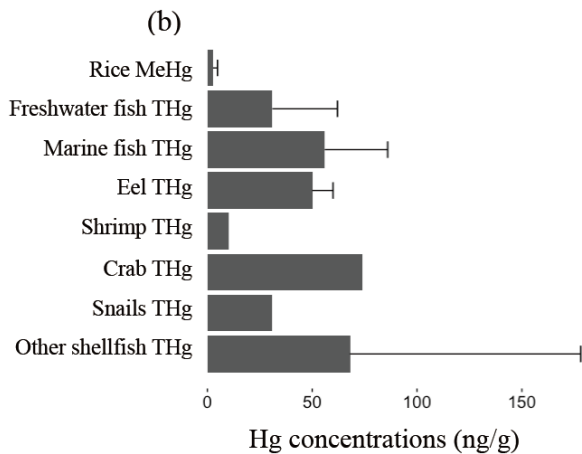 (b)
Rice MeHg
Freshwater fish THg
Marine fish THg
Eel THg
Shrimp THg
Crab THg
Snails THg
Other shellfish THg
0 50 100 150
Hg concentrations (ng/g)